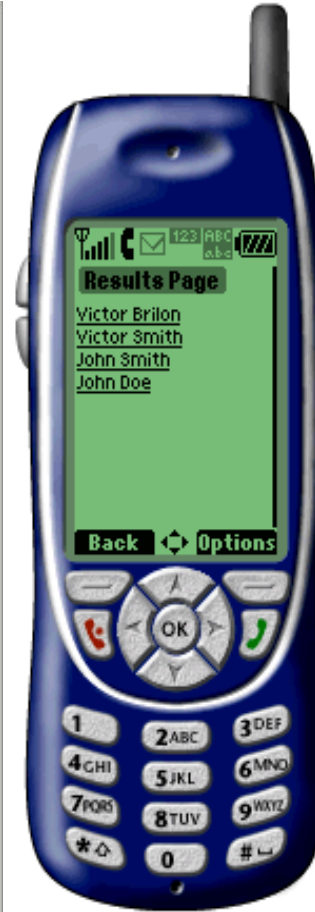 123 ABC
abc
Results Page
Victor Brilon
Victor Smith
John Smith
John Doe
Back Options
OK
1 2ABC 3DEF
4GHI 5JKL 6MNO
7PQRS 8TUV 9WXYZ
* 0 #